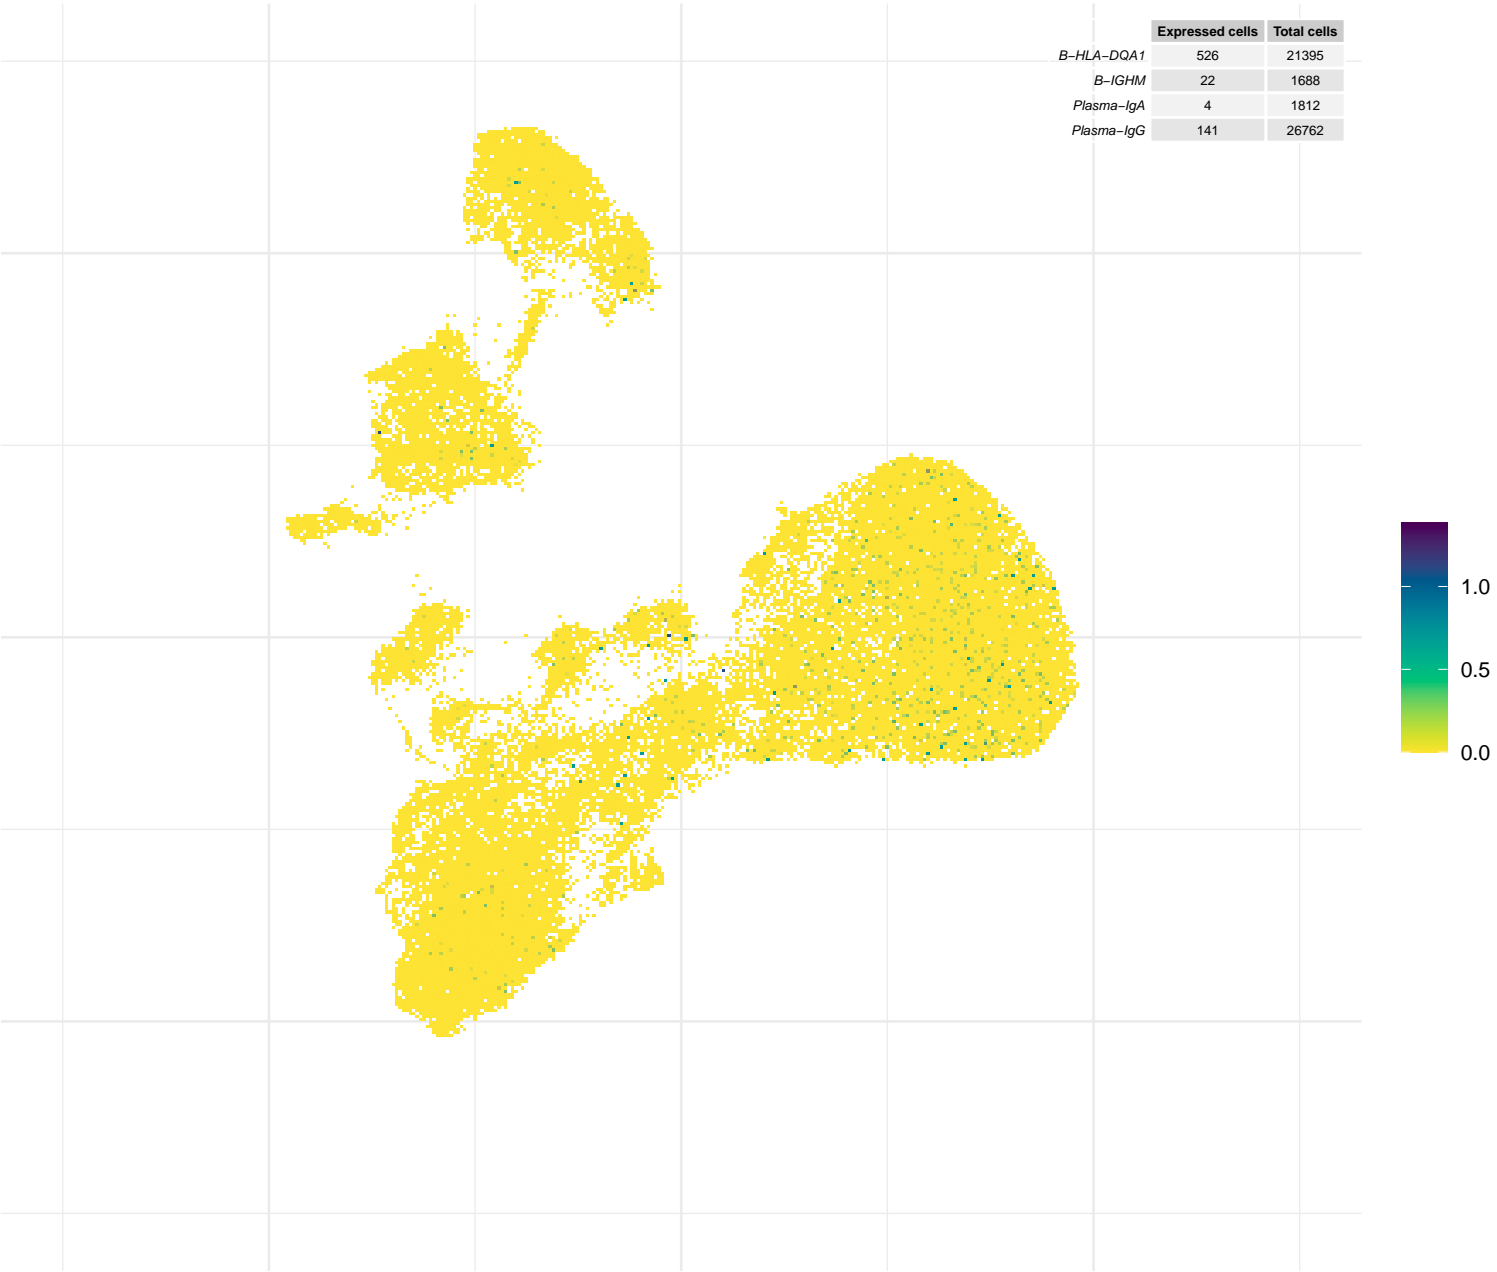 Expressed cells Total cells
B−HLA−DQA1 526 21395
B−IGHM 22 1688
Plasma−IgA 4 1812
Plasma−IgG 141 26762
1.0
0.5
0.0